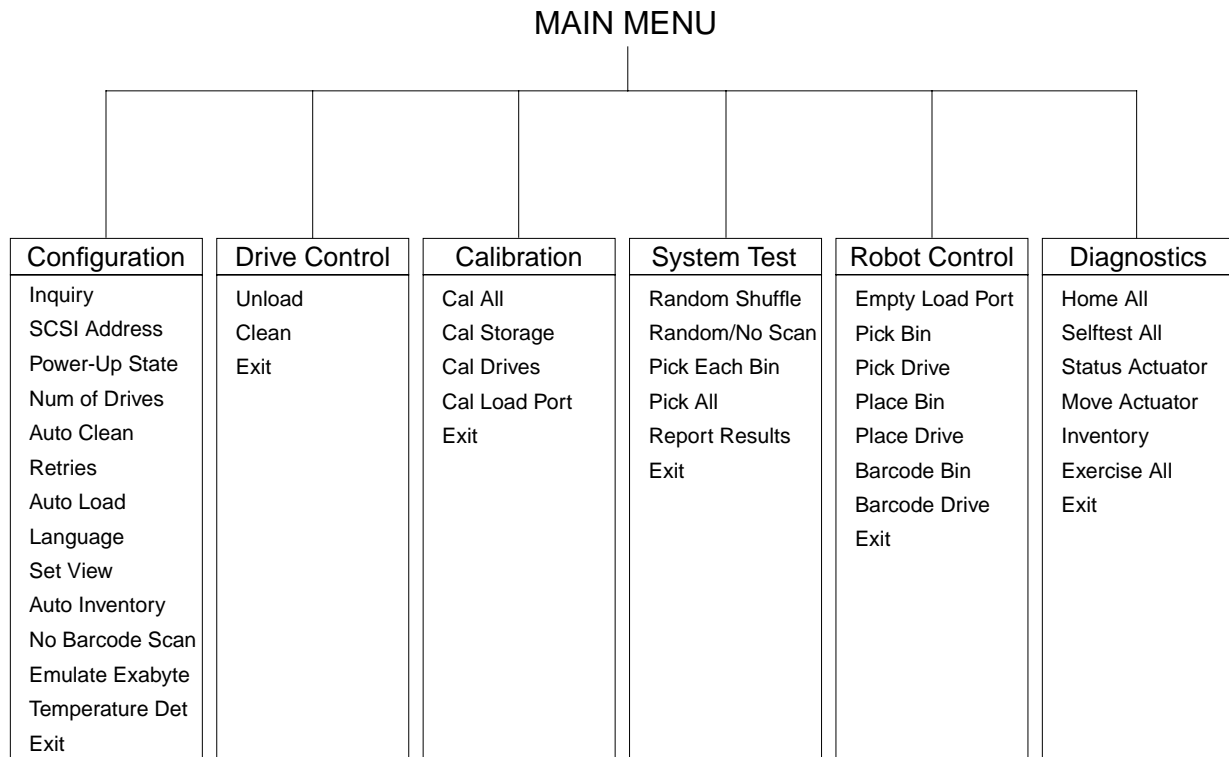 MAIN MENU
Configuration
Inquiry
SCSI Address
Power-Up State
Num of Drives
Auto Clean
Retries
Auto Load
Language
Set View
Auto Inventory
No Barcode Scan
Emulate Exabyte
Temperature Det
Exit
Drive Control
Unload
Clean
Exit
Calibration
Cal All
Cal Storage
Cal Drives
Cal Load Port
Exit
System Test
Random Shuffle
Random/No Scan
Pick Each Bin
Pick All
Report Results
Exit
Robot Control
Empty Load Port
Pick Bin
Pick Drive
Place Bin
Place Drive
Barcode Bin
Barcode Drive
Exit
Diagnostics
Home All
Selftest All
Status Actuator
Move Actuator
Inventory
Exercise All
Exit